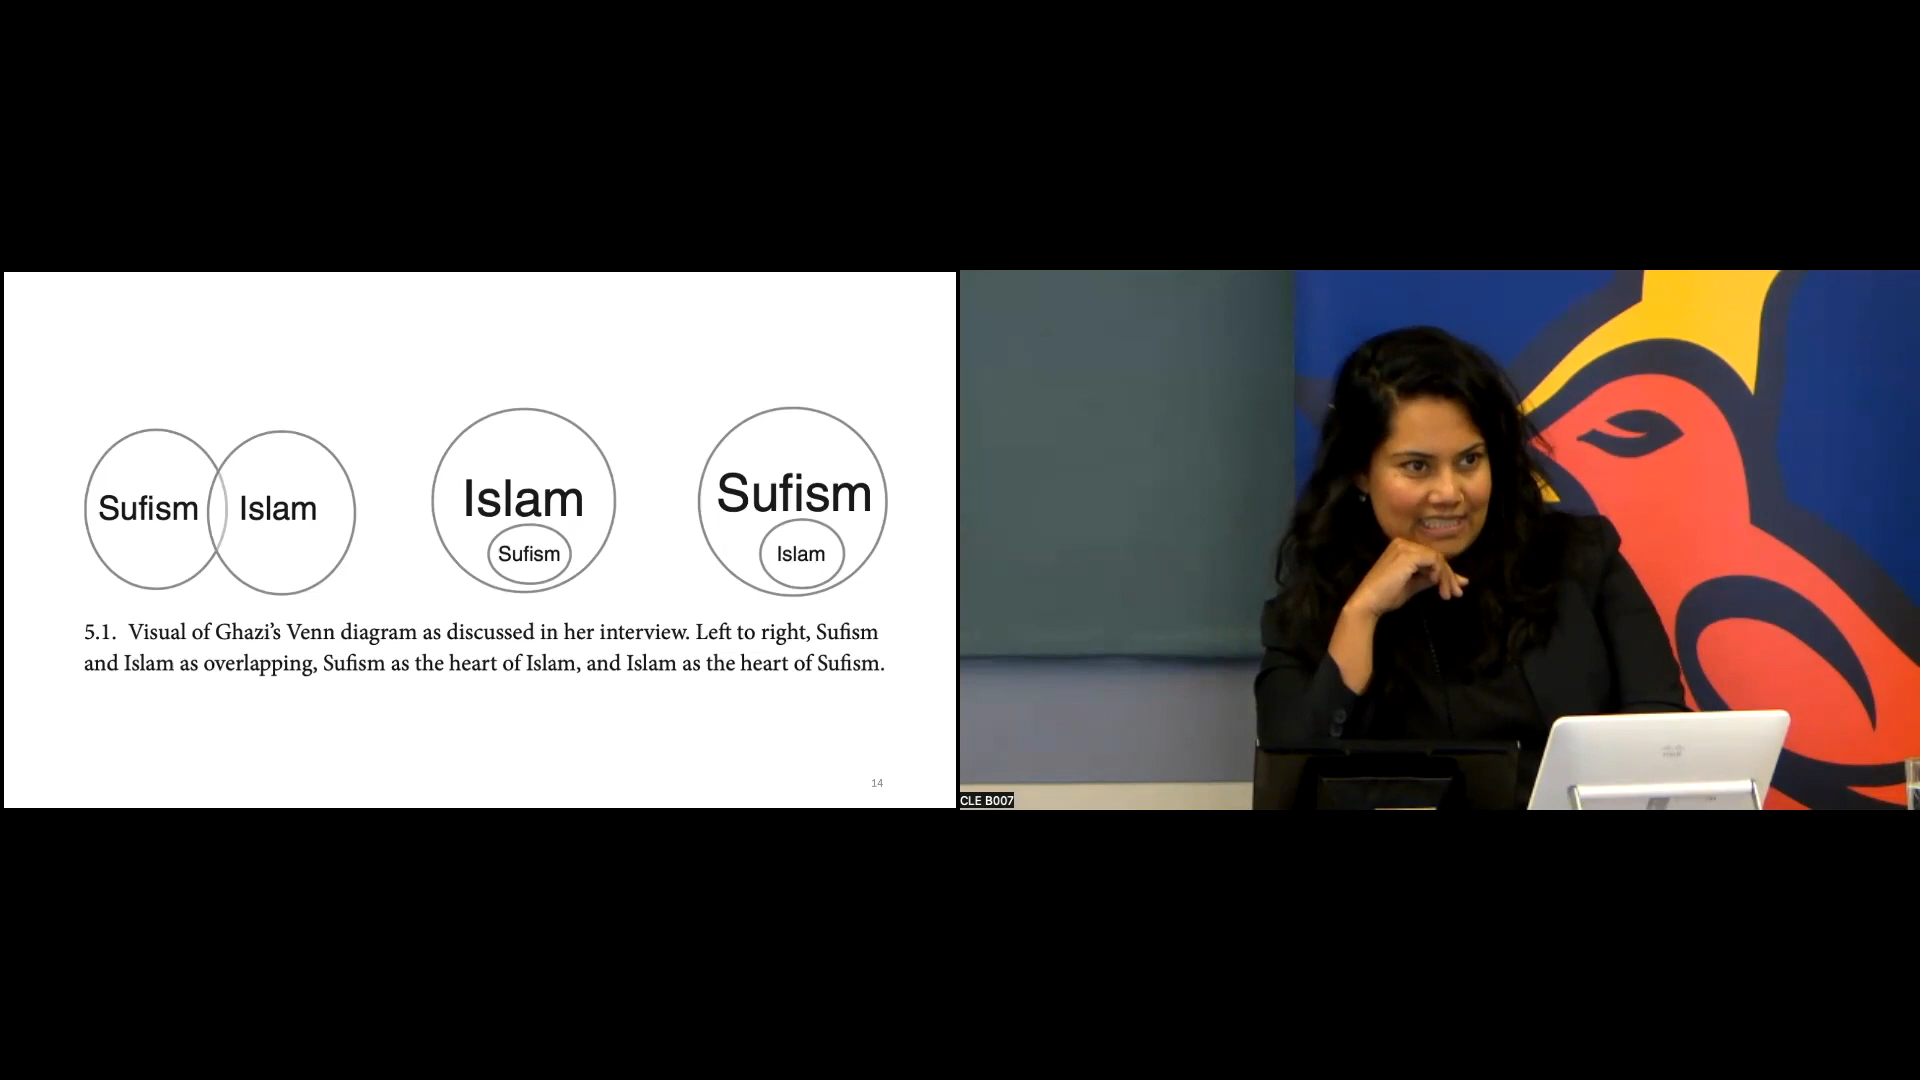 Sufism Islam
Islam
Sufism
Sufism
Islam
5.1. Visual of Ghazi's Venn diagram as discussed in her interview. Left to right, Sufism
and Islam as overlapping, Sufism as the heart of Islam, and Islam as the heart of Sufism.
14
CLE B007